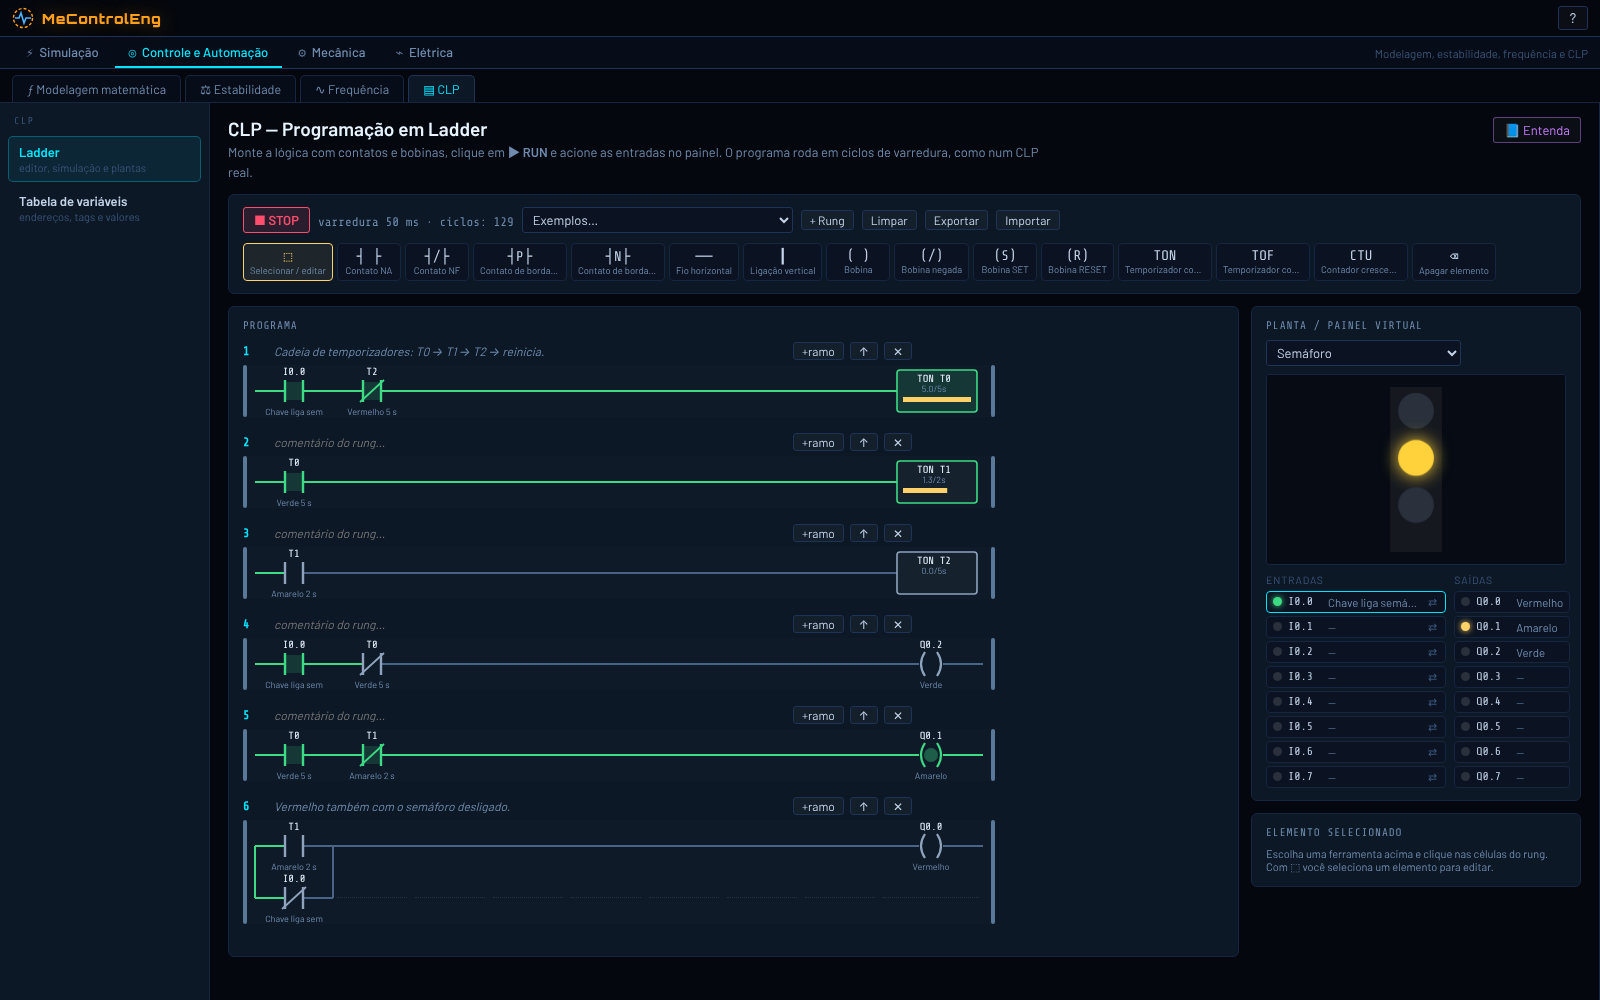 MeControlEng
?
⚡ Simulação
◎ Controle e Automação
⚙ Mecânica
⌁ Elétrica
Modelagem, estabilidade, frequência e CLP
ƒ Modelagem matemática
⚖ Estabilidade
∿ Frequência
▤ CLP
CLP
Ladder
editor, simulação e plantas
Tabela de variáveis
endereços, tags e valores
CLP — Programação em Ladder
📘 Entenda
Monte a lógica com contatos e bobinas, clique em ▶ RUN e acione as entradas no painel. O programa roda em ciclos de varredura, como num CLP
real.
■ STOP
varredura 50 ms · ciclos: 129
Exemplos...
+ Rung
Limpar
Exportar
Importar
⬚ Selecionar / editar
┤ ├ Contato NA
┤/├ Contato NF
┤P├ Contato de borda...
┤N├ Contato de borda...
── Fio horizontal
┃ Ligação vertical
( ) Bobina
(/) Bobina negada
(S) Bobina SET
(R) Bobina RESET
TON Temporizador co...
TOF Temporizador co...
CTU Contador cresce...
⌫ Apagar elemento
PROGRAMA
1 Cadeia de temporizadores: T0 → T1 → T2 → reinicia.
+ramo ↑ ✕
I0.0 T2 TON T0
5.0/5s
Chave liga sem Vermelho 5 s
2 comentário do rung...
+ramo ↑ ✕
T0 TON T1
1.3/2s
Verde 5 s
3 comentário do rung...
+ramo ↑ ✕
T1 TON T2
0.0/5s
Amarelo 2 s
4 comentário do rung...
+ramo ↑ ✕
I0.0 T0 Q0.2
Chave liga sem Verde 5 s Verde
5 comentário do rung...
+ramo ↑ ✕
T0 T1 Q0.1
Verde 5 s Amarelo 2 s Amarelo
6 Vermelho também com o semáforo desligado.
+ramo ↑ ✕
T1 Q0.0
Amarelo 2 s Vermelho
I0.0
Chave liga sem
PLANTA / PAINEL VIRTUAL
Semáforo
ENTRADAS SAÍDAS
I0.0 Chave liga semá... ⇄ Q0.0 Vermelho
I0.1 — ⇄ Q0.1 Amarelo
I0.2 — ⇄ Q0.2 Verde
I0.3 — ⇄ Q0.3 —
I0.4 — ⇄ Q0.4 —
I0.5 — ⇄ Q0.5 —
I0.6 — ⇄ Q0.6 —
I0.7 — ⇄ Q0.7 —
ELEMENTO SELECIONADO
Escolha uma ferramenta acima e clique nas células do rung.
Com ⬚ você seleciona um elemento para editar.